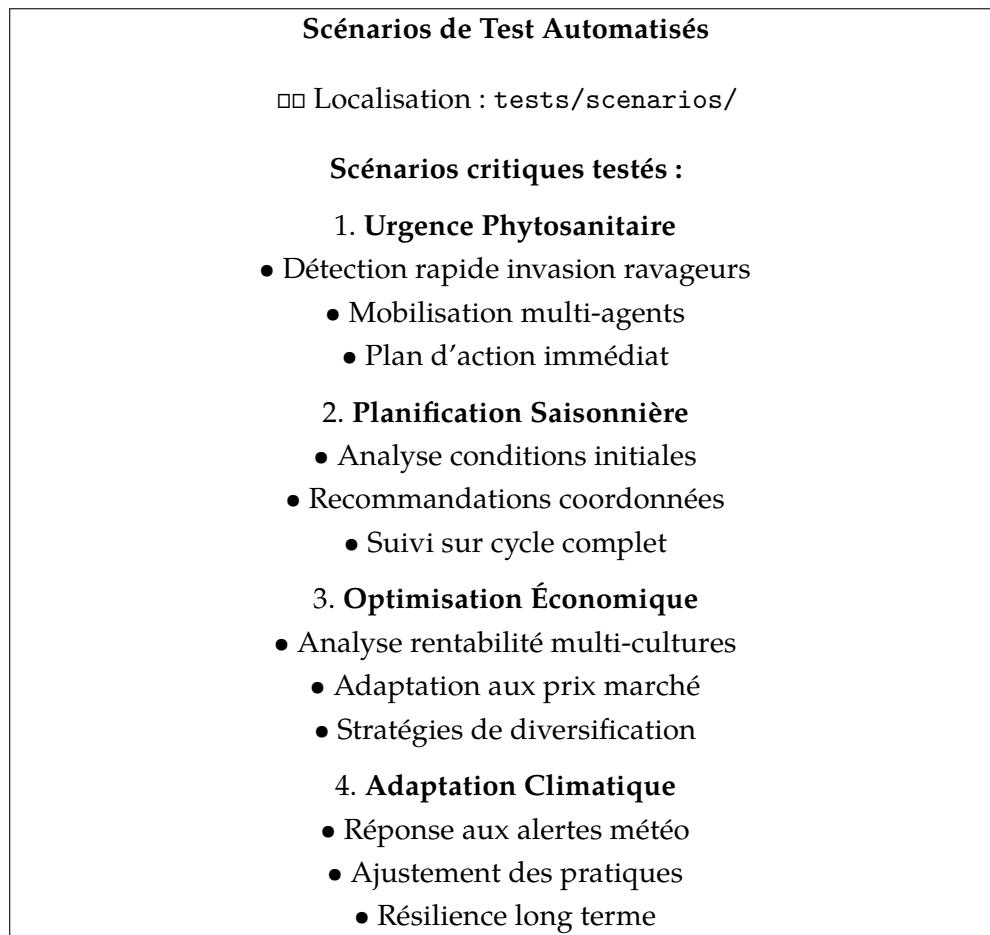 Scénarios de Test Automatisés
□□ Localisation : tests/scenarios/
Scénarios critiques testés :
1. Urgence Phytosanitaire
• Détection rapide invasion ravageurs
• Mobilisation multi-agents
• Plan d'action immédiat
2. Planification Saisonnière
• Analyse conditions initiales
• Recommandations coordonnées
• Suivi sur cycle complet
3. Optimisation Économique
• Analyse rentabilité multi-cultures
• Adaptation aux prix marché
• Stratégies de diversification
4. Adaptation Climatique
• Réponse aux alertes météo
• Ajustement des pratiques
• Résilience long terme